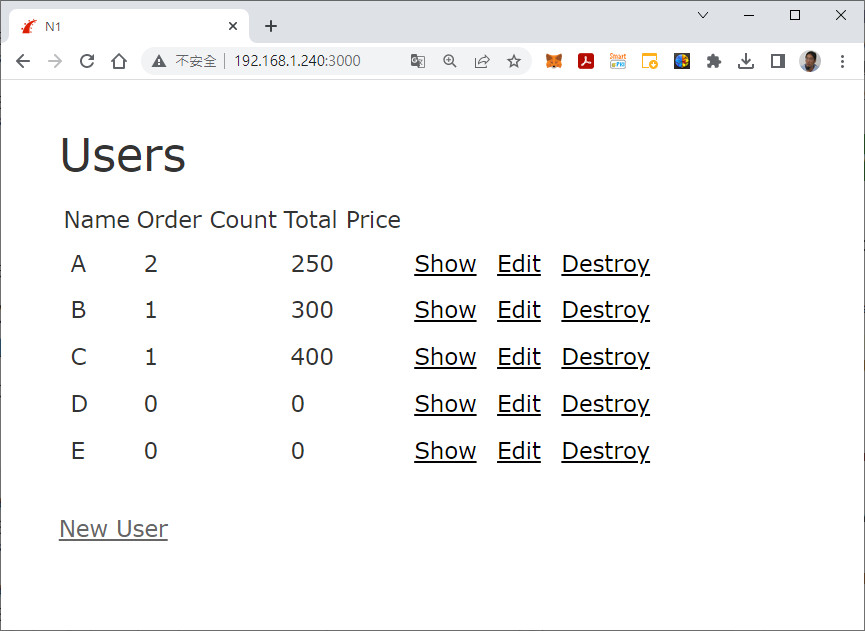 N1
不安全 192.168.1.240:3000
Users
Name Order Count Total Price
A 2 250 Show Edit Destroy
B 1 300 Show Edit Destroy
C 1 400 Show Edit Destroy
D 0 0 Show Edit Destroy
E 0 0 Show Edit Destroy
New User